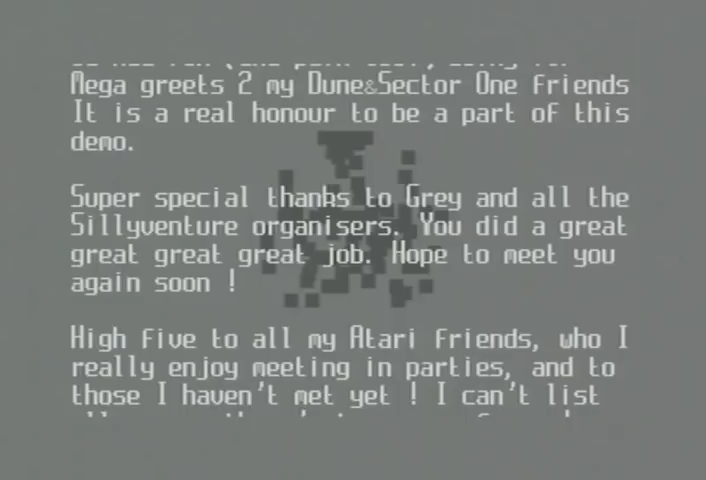 Mega greets 2 my Dune&Sector One friends
It is a real honour to be a part of this
demo.
Super special thanks to Grey and all the
Sillyventure organisers. You did a great
great great great job. Hope to meet you
again soon !
High five to all my Atari friends, who I
really enjoy meeting in parties, and to
those I haven't met yet ! I can't list